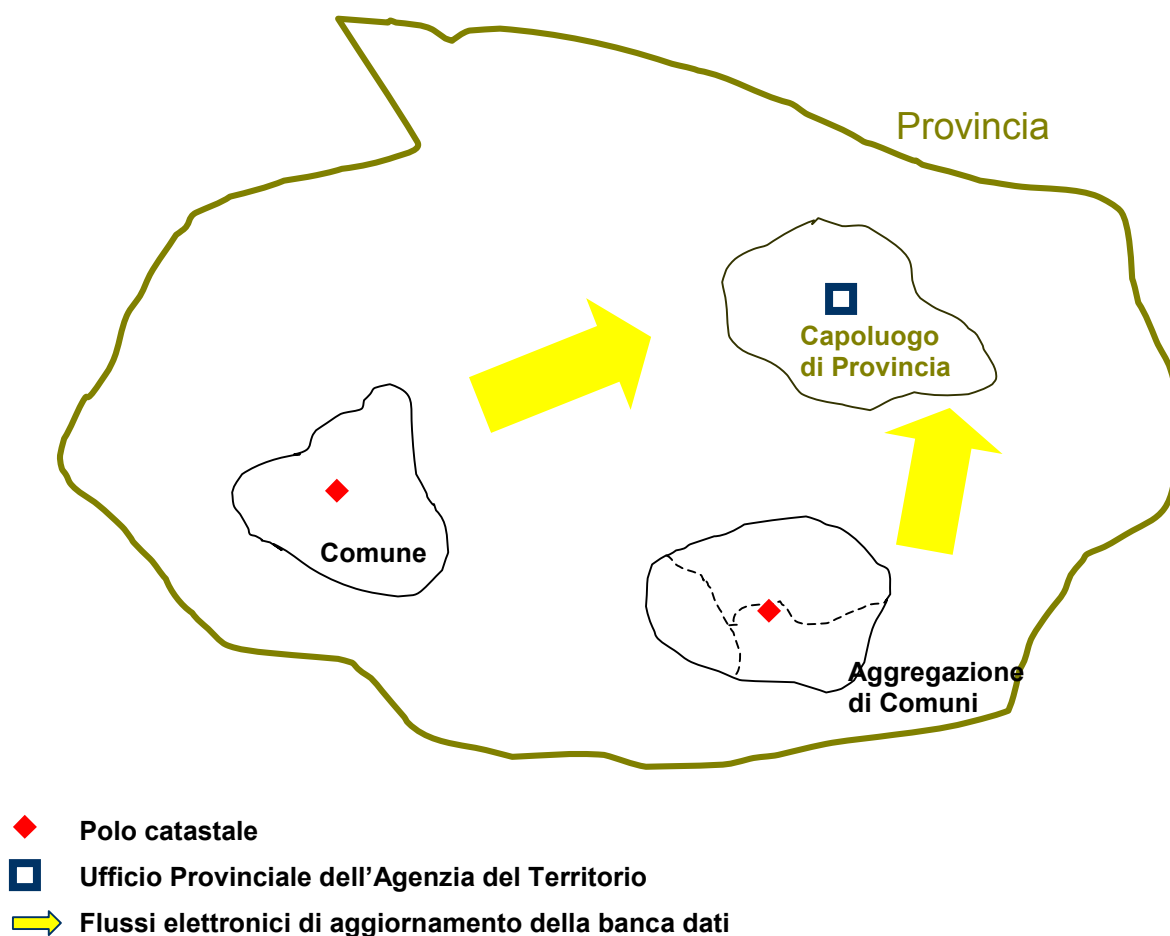 Provincia
Capoluogo
di Provincia
Comune
Aggregazione
di Comuni
Polo catastale
Ufficio Provinciale dell’Agenzia del Territorio
Flussi elettronici di aggiornamento della banca dati